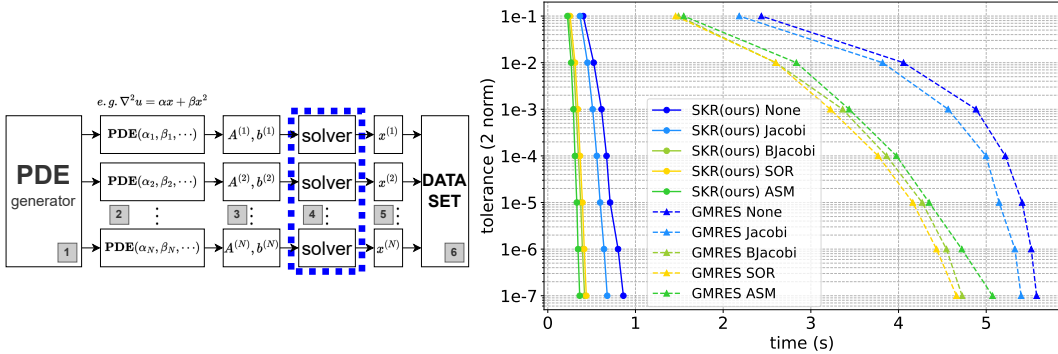 e.g.∇²u = αx + βx²
PDE
generator
1
PDE(α₁,β₁,⋯)
PDE(α₂,β₂,⋯)
2 ⋮
PDE(α_N,β_N,⋯)
A⁽¹⁾,b⁽¹⁾
A⁽²⁾,b⁽²⁾
3 ⋮
A⁽ᴺ⁾,b⁽ᴺ⁾
solver
solver
4 ⋮
solver
x⁽¹⁾
x⁽²⁾
5 ⋮
x⁽ᴺ⁾
DATA
SET
6
tolerance (2 norm)
1e-1
1e-2
1e-3
1e-4
1e-5
1e-6
1e-7
SKR(ours) None
SKR(ours) Jacobi
SKR(ours) BJacobi
SKR(ours) SOR
SKR(ours) ASM
GMRES None
GMRES Jacobi
GMRES BJacobi
GMRES SOR
GMRES ASM
0 1 2 3 4 5
time (s)